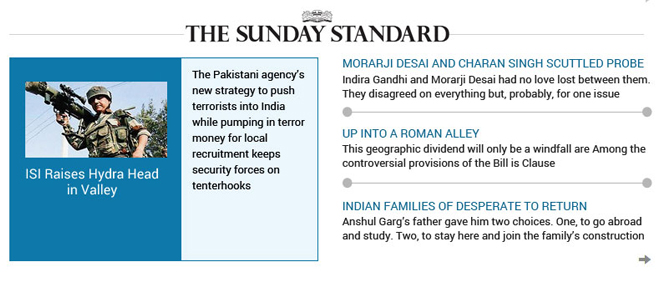 THE SUNDAY STANDARD
ISI Raises Hydra Head
in Valley
The Pakistani agency's
new strategy to push
terrorists into India
while pumping in terror
money for local
recruitment keeps
security forces on
tenterhooks
MORARJI DESAI AND CHARAN SINGH SCUTTLED PROBE
Indira Gandhi and Morarji Desai had no love lost between them.
They disagreed on everything but, probably, for one issue
UP INTO A ROMAN ALLEY
This geographic dividend will only be a windfall are Among the
controversial provisions of the Bill is Clause
INDIAN FAMILIES OF DESPERATE TO RETURN
Anshul Garg's father gave him two choices. One, to go abroad
and study. Two, to stay here and join the family's construction